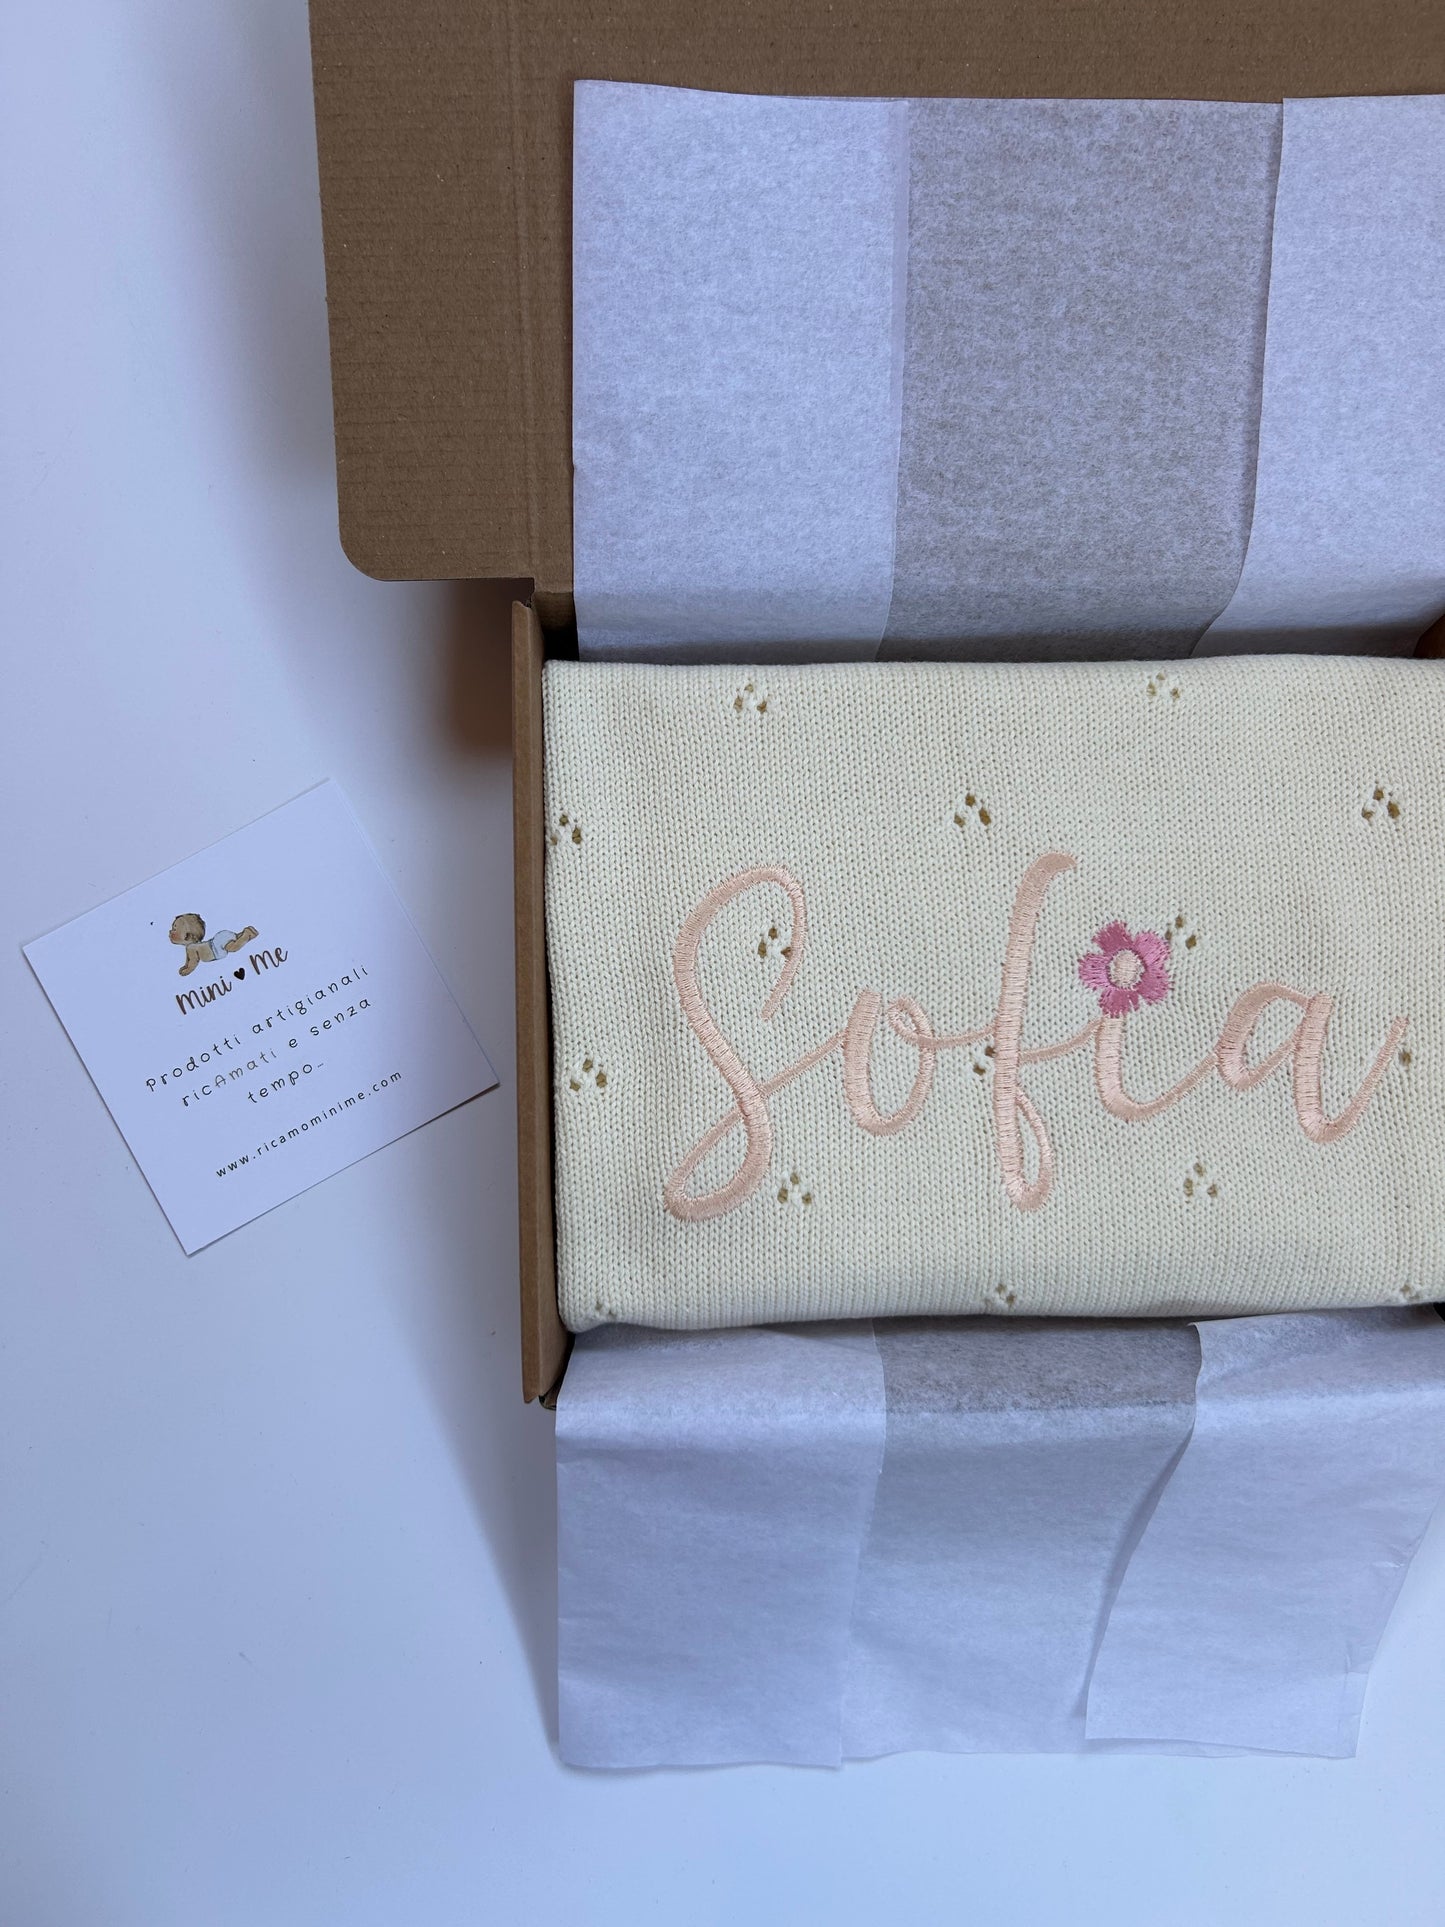 Sofia
Mini Me
Prodotti artigianali
ricAmati e senza
tempo_
www.ricamominime.com